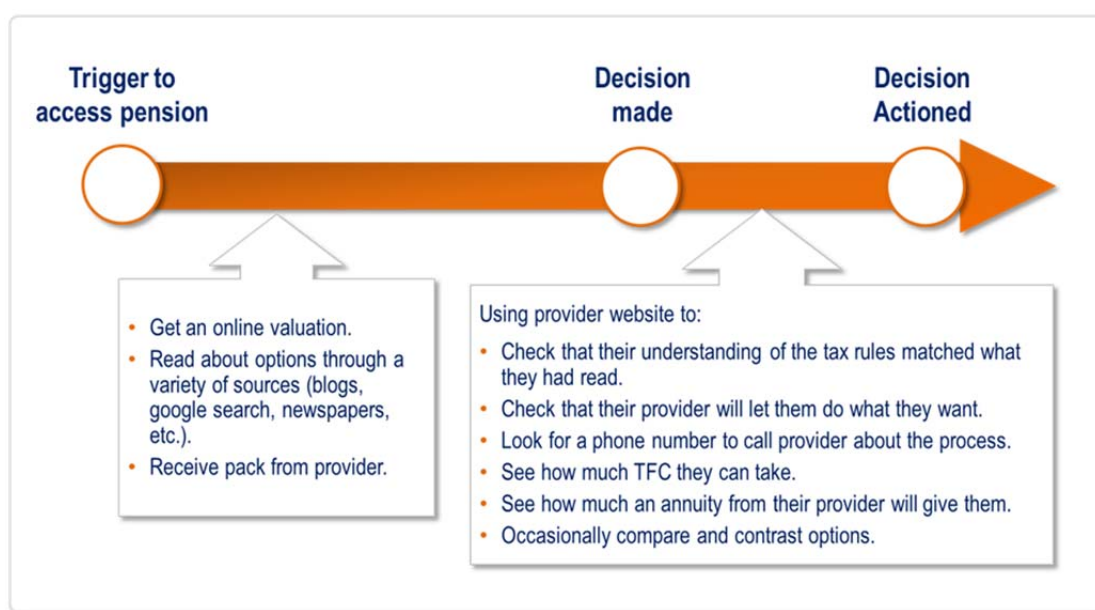 Trigger to
access pension
Decision
made
Decision
Actioned
• Get an online valuation.
• Read about options through a
variety of sources (blogs,
google search, newspapers,
etc.).
• Receive pack from provider.
Using provider website to:
• Check that their understanding of the tax rules matched what
they had read.
• Check that their provider will let them do what they want.
• Look for a phone number to call provider about the process.
• See how much TFC they can take.
• See how much an annuity from their provider will give them.
• Occasionally compare and contrast options.